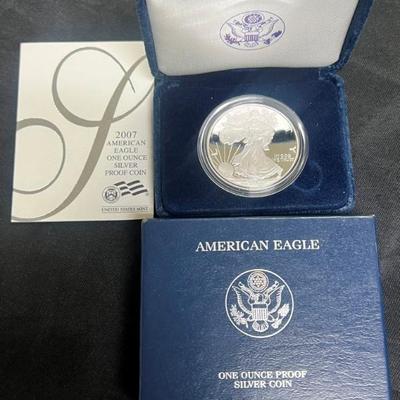 2007
AMERICAN
EAGLE
ONE OUNCE
SILVER
PROOF COIN
UNITED STATES MINT
AMERICAN EAGLE
ONE OUNCE PROOF
SILVER COIN